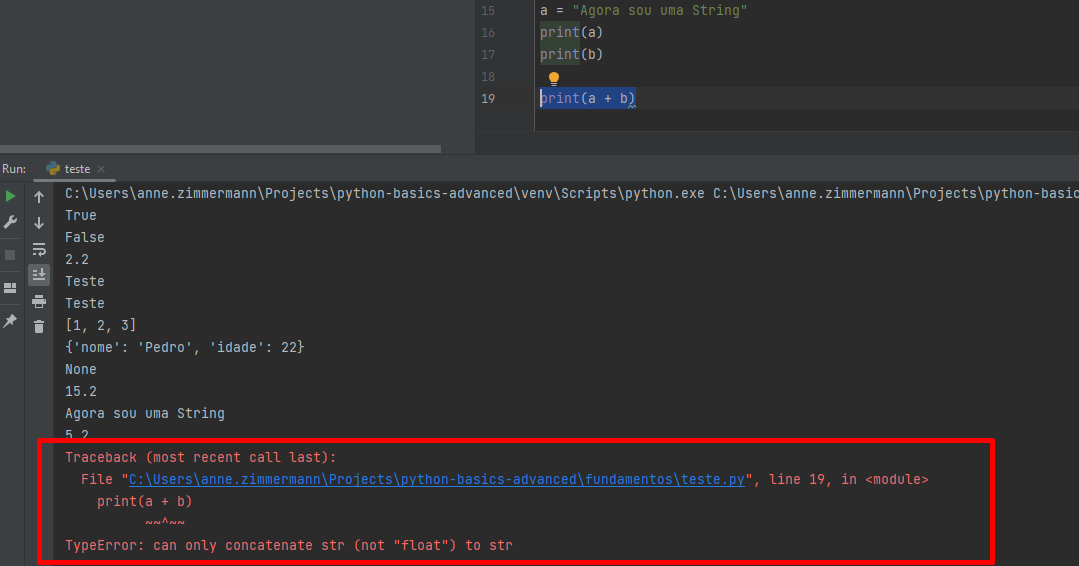 15 a = "Agora sou uma String"
16 print(a)
17 print(b)
18
19 print(a + b)
Run: teste
C:\Users\anne.zimmermann\Projects\python-basics-advanced\venv\Scripts\python.exe C:\Users\anne.zimmermann\Projects\python-basic
True
False
2.2
Teste
Teste
[1, 2, 3]
{'nome': 'Pedro', 'idade': 22}
None
15.2
Agora sou uma String
5.2
Traceback (most recent call last):
File "C:\Users\anne.zimmermann\Projects\python-basics-advanced\fundamentos\teste.py", line 19, in <module>
print(a + b)
~~^~~
TypeError: can only concatenate str (not "float") to str